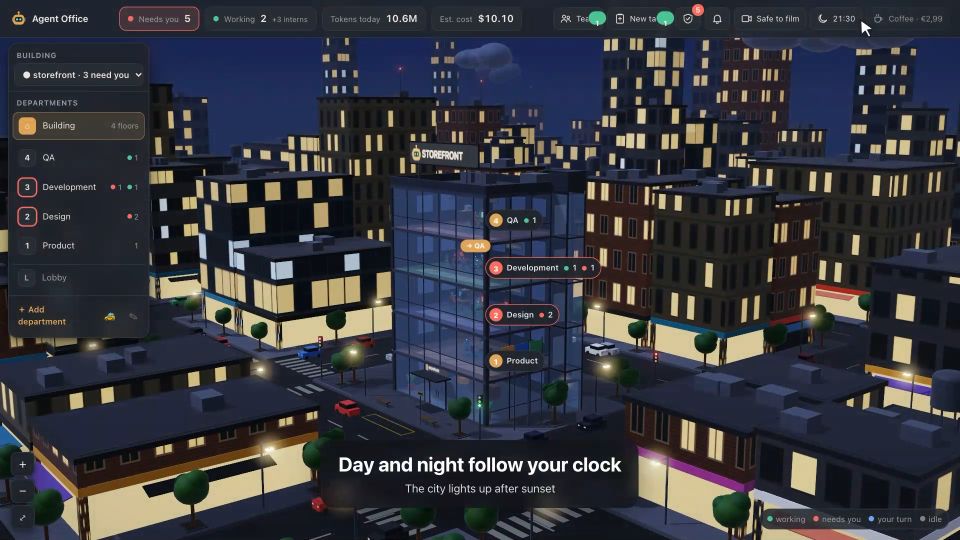 Agent Office
Needs you 5
Working 2 +3 interns
Tokens today 10.6M
Est. cost $10.10
1
New ta
1
5
Safe to film
21:30
Coffee · €2,99
BUILDING
storefront · 3 need you
DEPARTMENTS
Building 4 floors
4 QA 1
3 Development 1 1
2 Design 2
1 Product 1
L Lobby
+ Add
department
STOREFRONT
4 QA 1
→ QA
3 Development 1 1
2 Design 2
1 Product
Day and night follow your clock
The city lights up after sunset
+
−
working needs you your turn idle